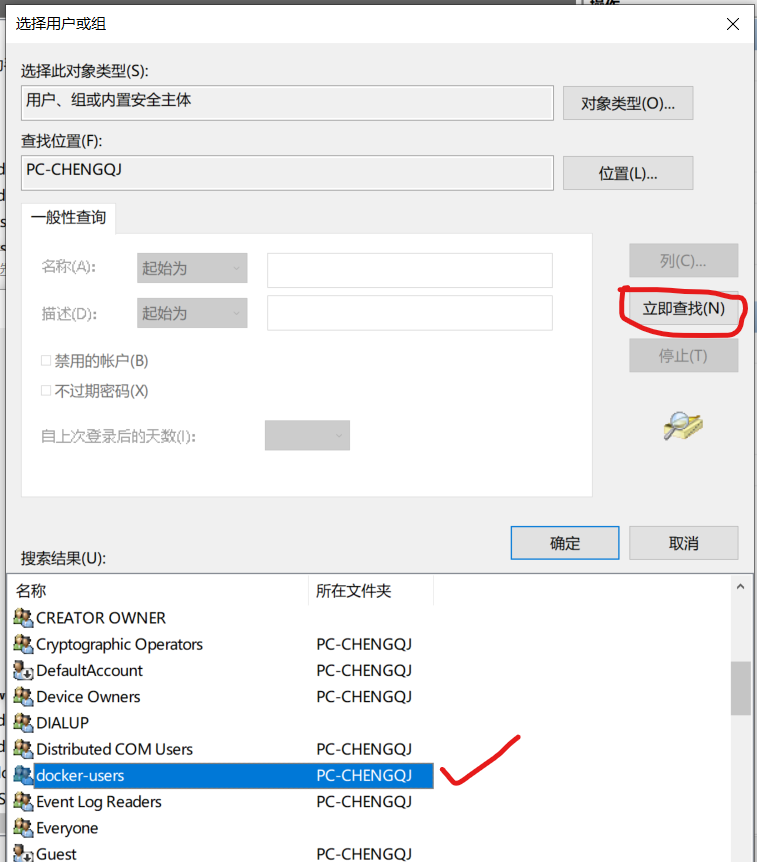 操作
选择用户或组
选择此对象类型(S):
用户、组或内置安全主体
对象类型(O)...
查找位置(F):
PC-CHENGQJ
位置(L)...
一般性查询
名称(A):
起始为
列(C)...
描述(D):
起始为
立即查找(N)
停止(T)
禁用的帐户(B)
不过期密码(X)
自上次登录后的天数(I):
确定
取消
搜索结果(U):
名称 所在文件夹
CREATOR OWNER
Cryptographic Operators PC-CHENGQJ
DefaultAccount PC-CHENGQJ
Device Owners PC-CHENGQJ
DIALUP
Distributed COM Users PC-CHENGQJ
docker-users PC-CHENGQJ
Event Log Readers PC-CHENGQJ
Everyone
Guest PC-CHENGQJ